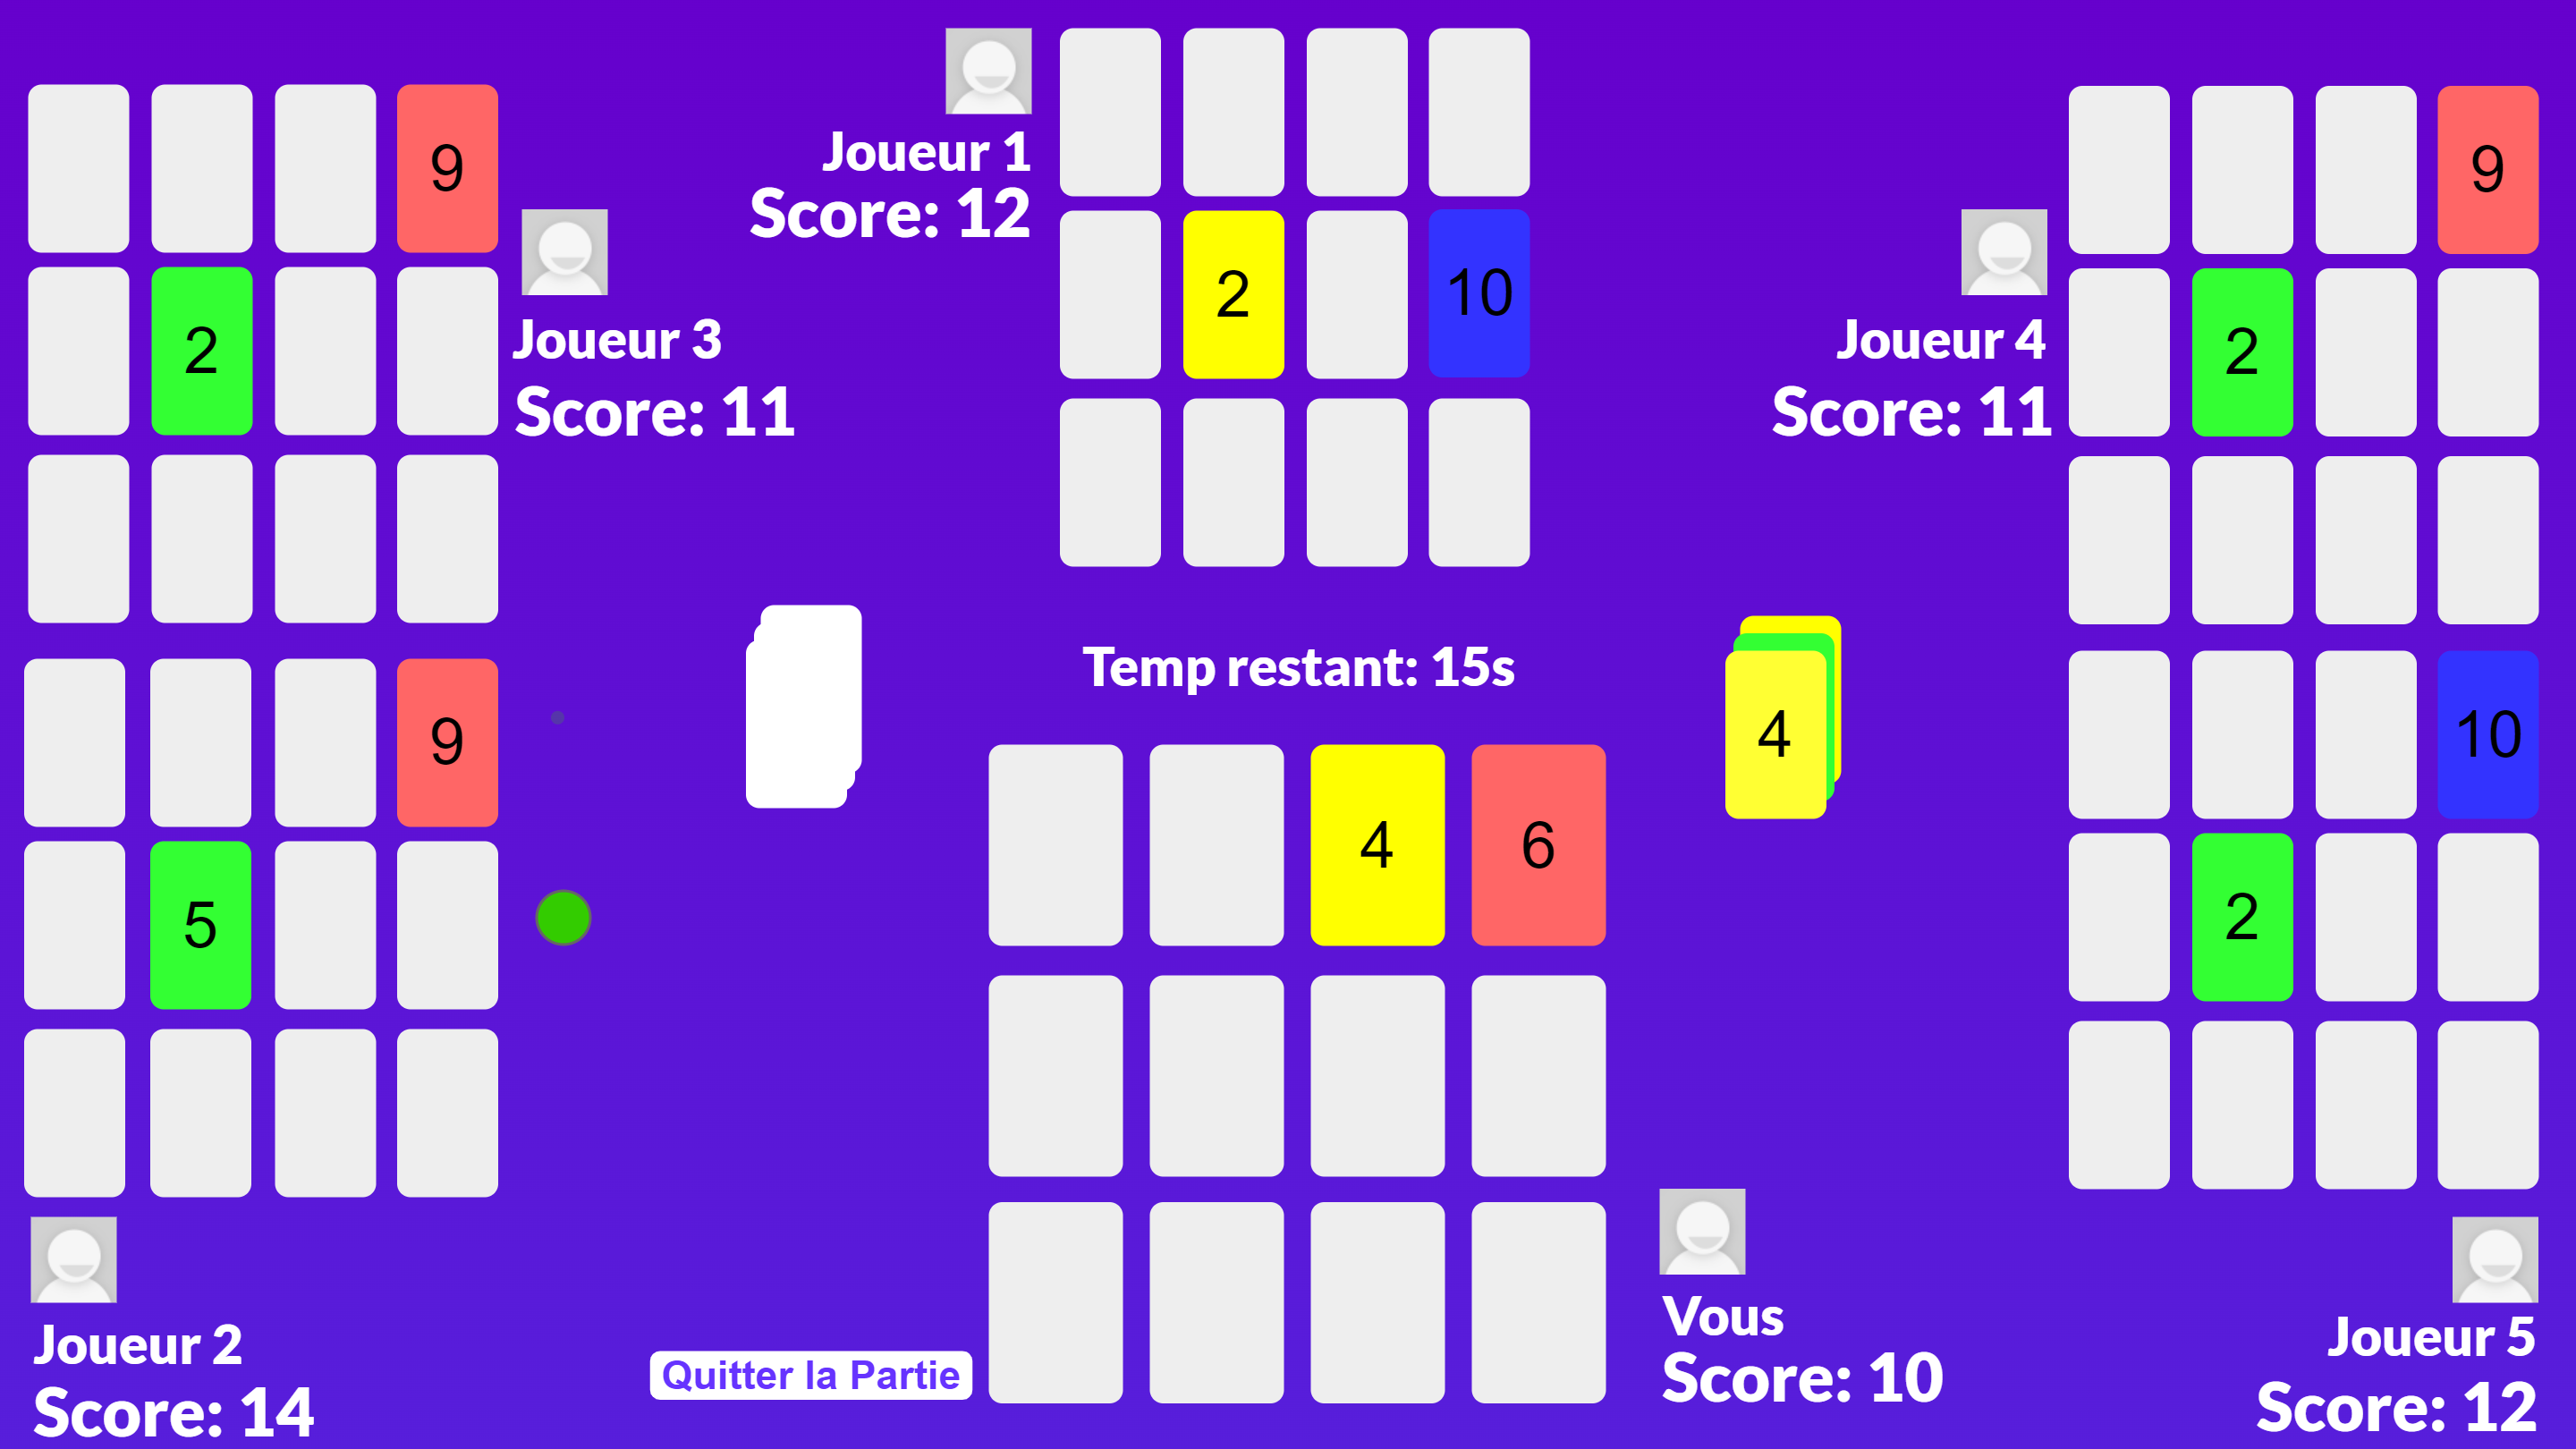 Joueur 1
Score: 12
2
10
9
2
Joueur 3
Score: 11
9
2
Joueur 4
Score: 11
Temp restant: 15s
9
5
4
6
4
10
2
Joueur 2
Score: 14
Quitter la Partie
Vous
Score: 10
Joueur 5
Score: 12